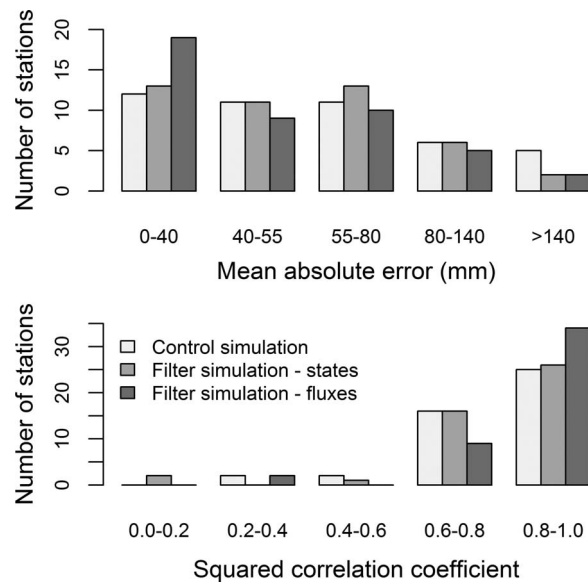 Number of stations
20
15
10
5
0
0-40 40-55 55-80 80-140 >140
Mean absolute error (mm)
Number of stations
30
20
10
0
Control simulation
Filter simulation - states
Filter simulation - fluxes
0.0-0.2 0.2-0.4 0.4-0.6 0.6-0.8 0.8-1.0
Squared correlation coefficient